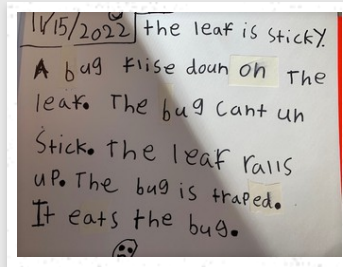 11/15/2022 the leaf is sticky.
A bug flise doun on The
leaf. The bug cant un
Stick. The leaf ralls
up. The bug is traped.
It eats the bug.